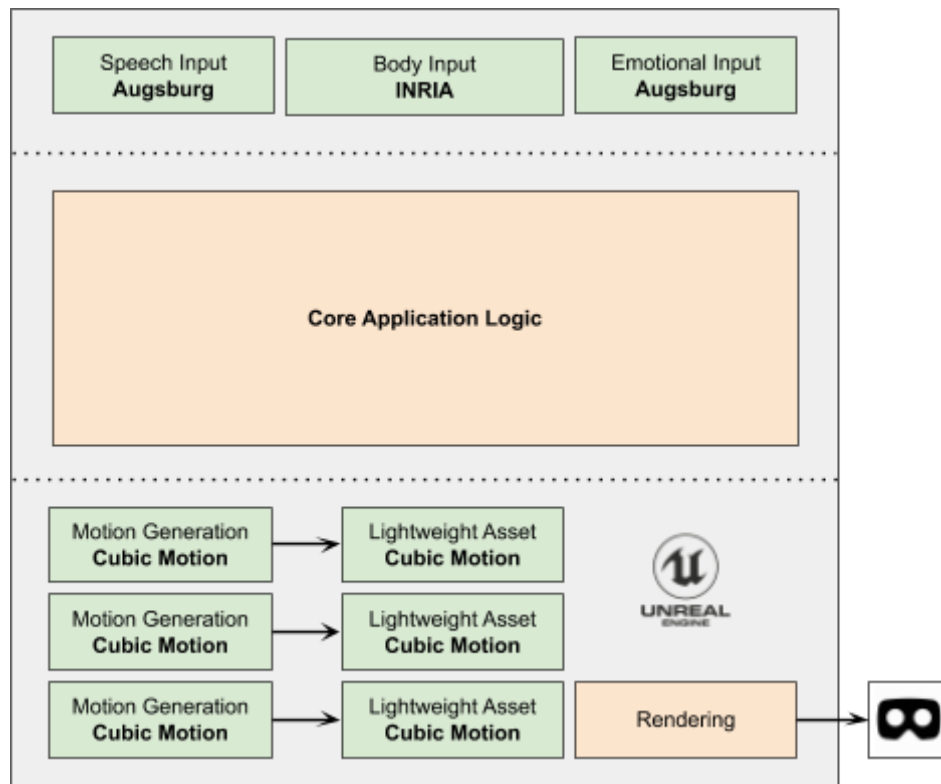 Speech Input
Augsburg
Body Input
INRIA
Emotional Input
Augsburg
Core Application Logic
Motion Generation
Cubic Motion
Lightweight Asset
Cubic Motion
UNREAL
ENGINE
Motion Generation
Cubic Motion
Lightweight Asset
Cubic Motion
Motion Generation
Cubic Motion
Lightweight Asset
Cubic Motion
Rendering